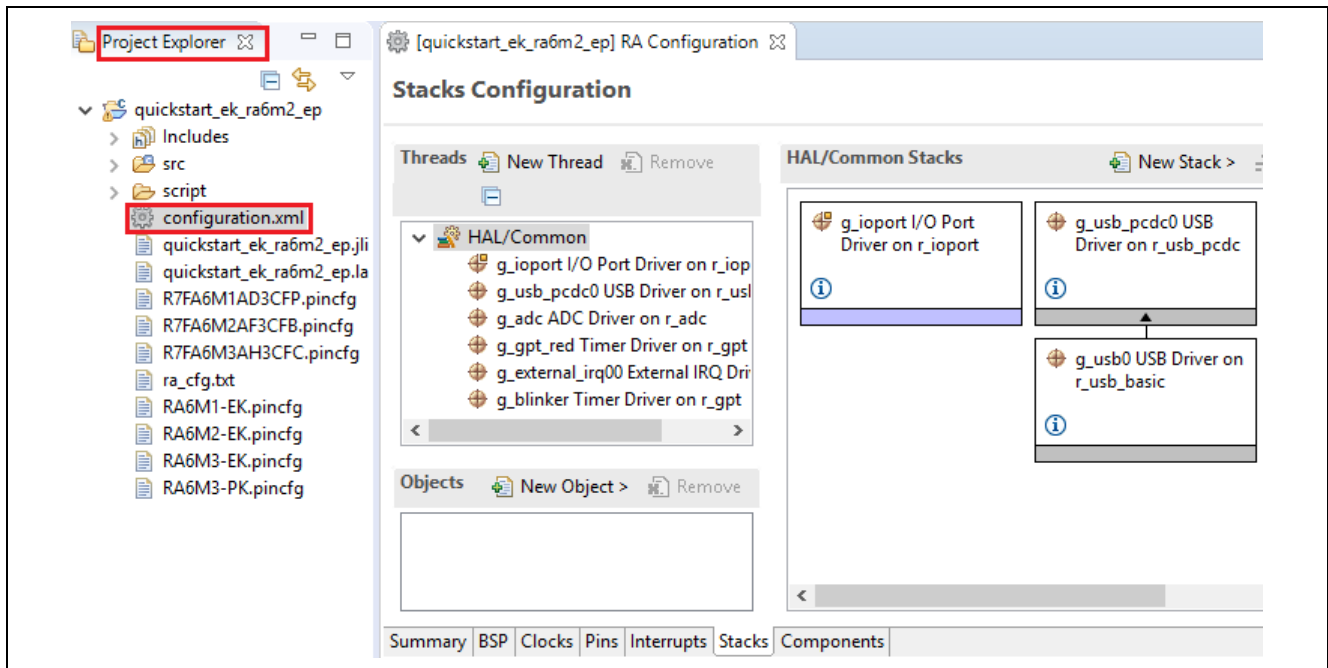 Project Explorer
quickstart_ek_ra6m2_ep
Includes
src
script
configuration.xml
quickstart_ek_ra6m2_ep.jli
quickstart_ek_ra6m2_ep.la
R7FA6M1AD3CFP.pincfg
R7FA6M2AF3CFB.pincfg
R7FA6M3AH3CFC.pincfg
ra_cfg.txt
RA6M1-EK.pincfg
RA6M2-EK.pincfg
RA6M3-EK.pincfg
RA6M3-PK.pincfg
[quickstart_ek_ra6m2_ep] RA Configuration
Stacks Configuration
Threads New Thread Remove
HAL/Common
g_ioport I/O Port Driver on r_iop
g_usb_pcdc0 USB Driver on r_usl
g_adc ADC Driver on r_adc
g_gpt_red Timer Driver on r_gpt
g_external_irq00 External IRQ Dri
g_blinker Timer Driver on r_gpt
Objects New Object > Remove
HAL/Common Stacks New Stack >
g_ioport I/O Port
Driver on r_ioport
g_usb_pcdc0 USB
Driver on r_usb_pcdc
g_usb0 USB Driver on
r_usb_basic
Summary BSP Clocks Pins Interrupts Stacks Components